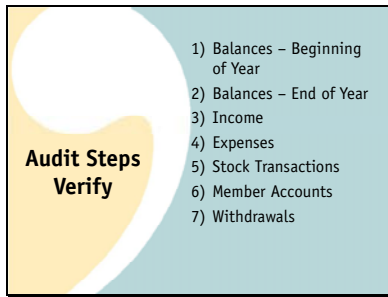 Audit Steps
Verify
1) Balances – Beginning
of Year
2) Balances – End of Year
3) Income
4) Expenses
5) Stock Transactions
6) Member Accounts
7) Withdrawals